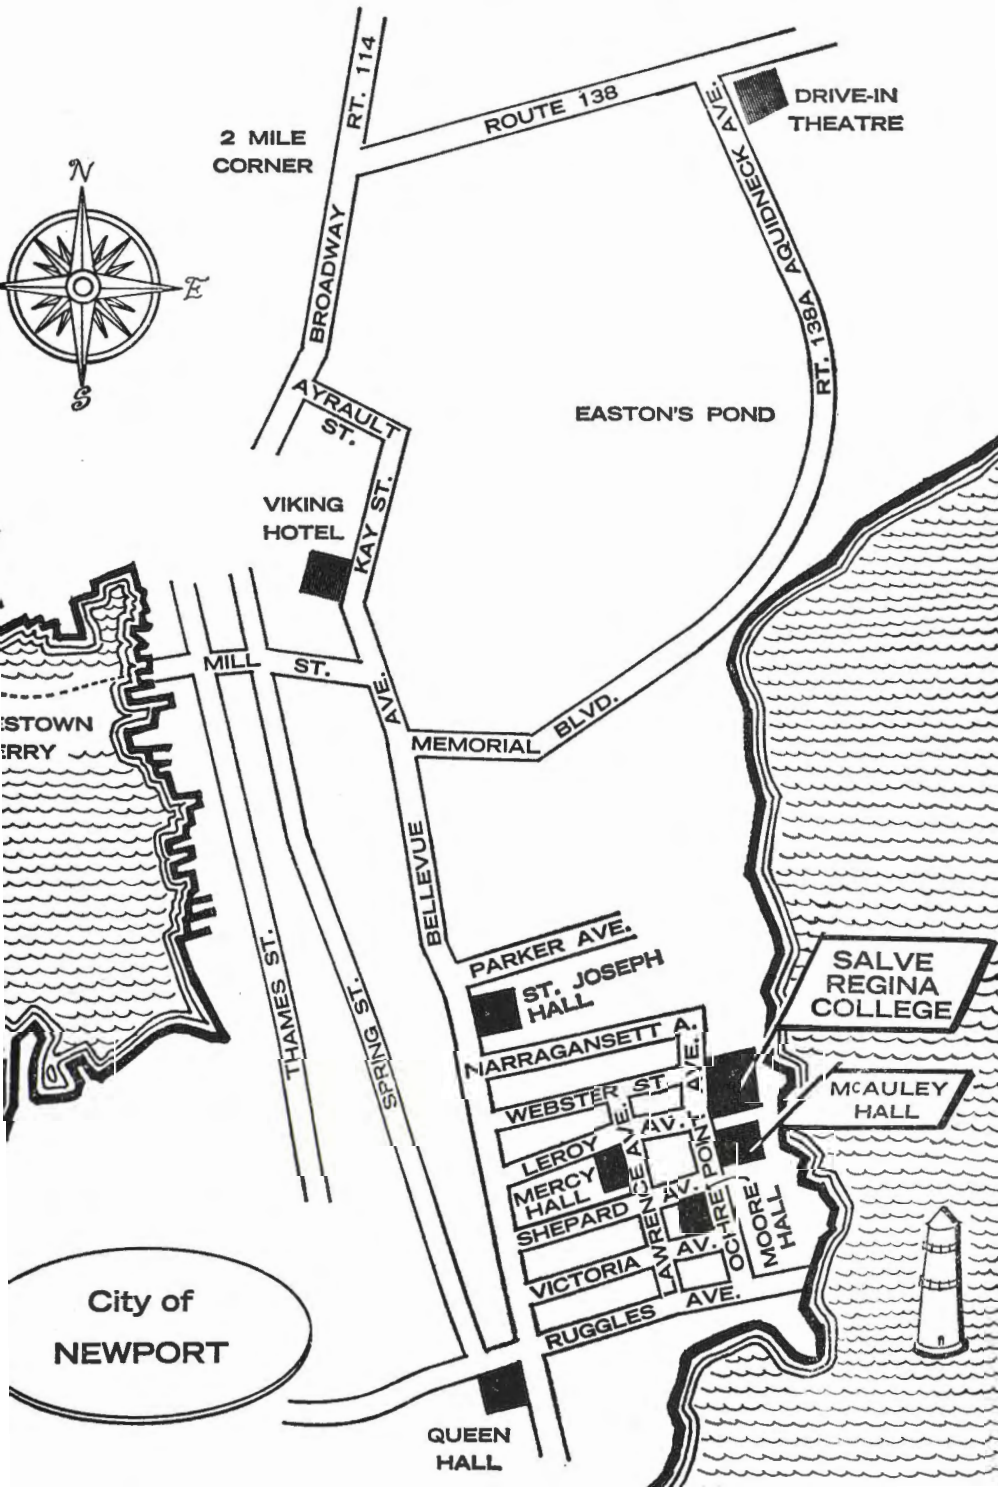 RT. 114
ROUTE 138
DRIVE-IN
THEATRE
2 MILE
CORNER
N
E
S
BROADWAY
RT. 138A AQUIDNECK AVE.
AYRAULT
ST.
EASTON'S POND
VIKING
HOTEL
KAY ST.
MILL ST.
ESTOWN
ERRY
MEMORIAL BLVD.
BELLEVUE AVE.
THAMES ST.
SPRING ST.
PARKER AVE.
ST. JOSEPH
HALL
SALVE
REGINA
COLLEGE
NARRAGANSETT A.
WEBSTER ST.
McAULEY
HALL
LEROY AV.
MERCY
HALL
SHEPARD AV.
VICTORIA AV.
LAWRENCE AVE.
OCHRE POINT AVE.
MOORE
HALL
RUGGLES AVE.
City of
NEWPORT
QUEEN
HALL